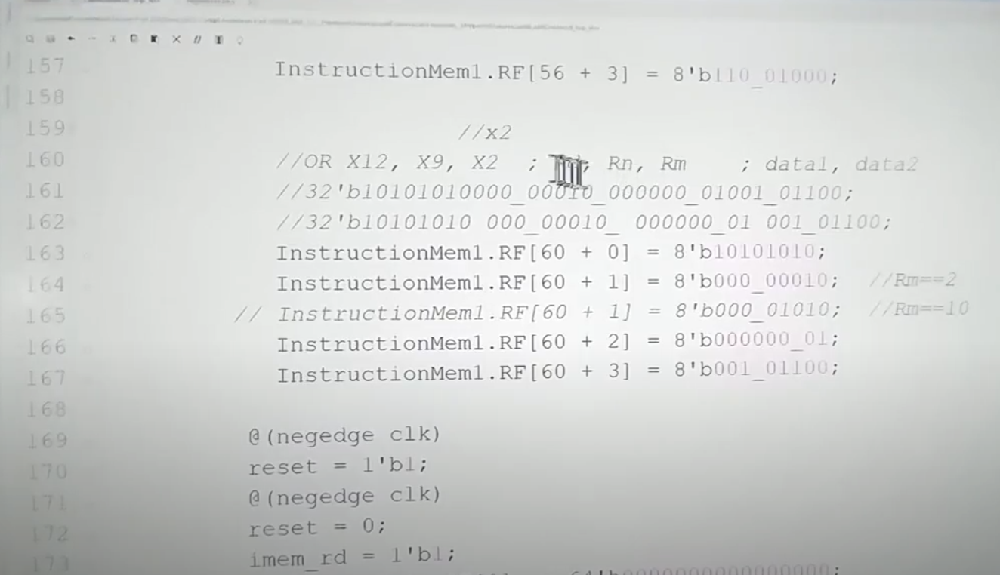 157 InstructionMem1.RF[56 + 3] = 8'b110_01000;
158
159 //x2
160 //OR X12, X9, X2 ; Rn, Rm ; data1, data2
161 //32'b10101010000_00010_000000_01001_01100;
162 //32'b10101010 000_00010_ 000000_01 001_01100;
163 InstructionMem1.RF[60 + 0] = 8'b10101010;
164 InstructionMem1.RF[60 + 1] = 8'b000_00010; //Rm==2
165 // InstructionMem1.RF[60 + 1] = 8'b000_01010; //Rm==10
166 InstructionMem1.RF[60 + 2] = 8'b000000_01;
167 InstructionMem1.RF[60 + 3] = 8'b001_01100;
168
169 @(negedge clk)
170 reset = 1'b1;
171 @(negedge clk)
172 reset = 0;
173 imem_rd = 1'b1;